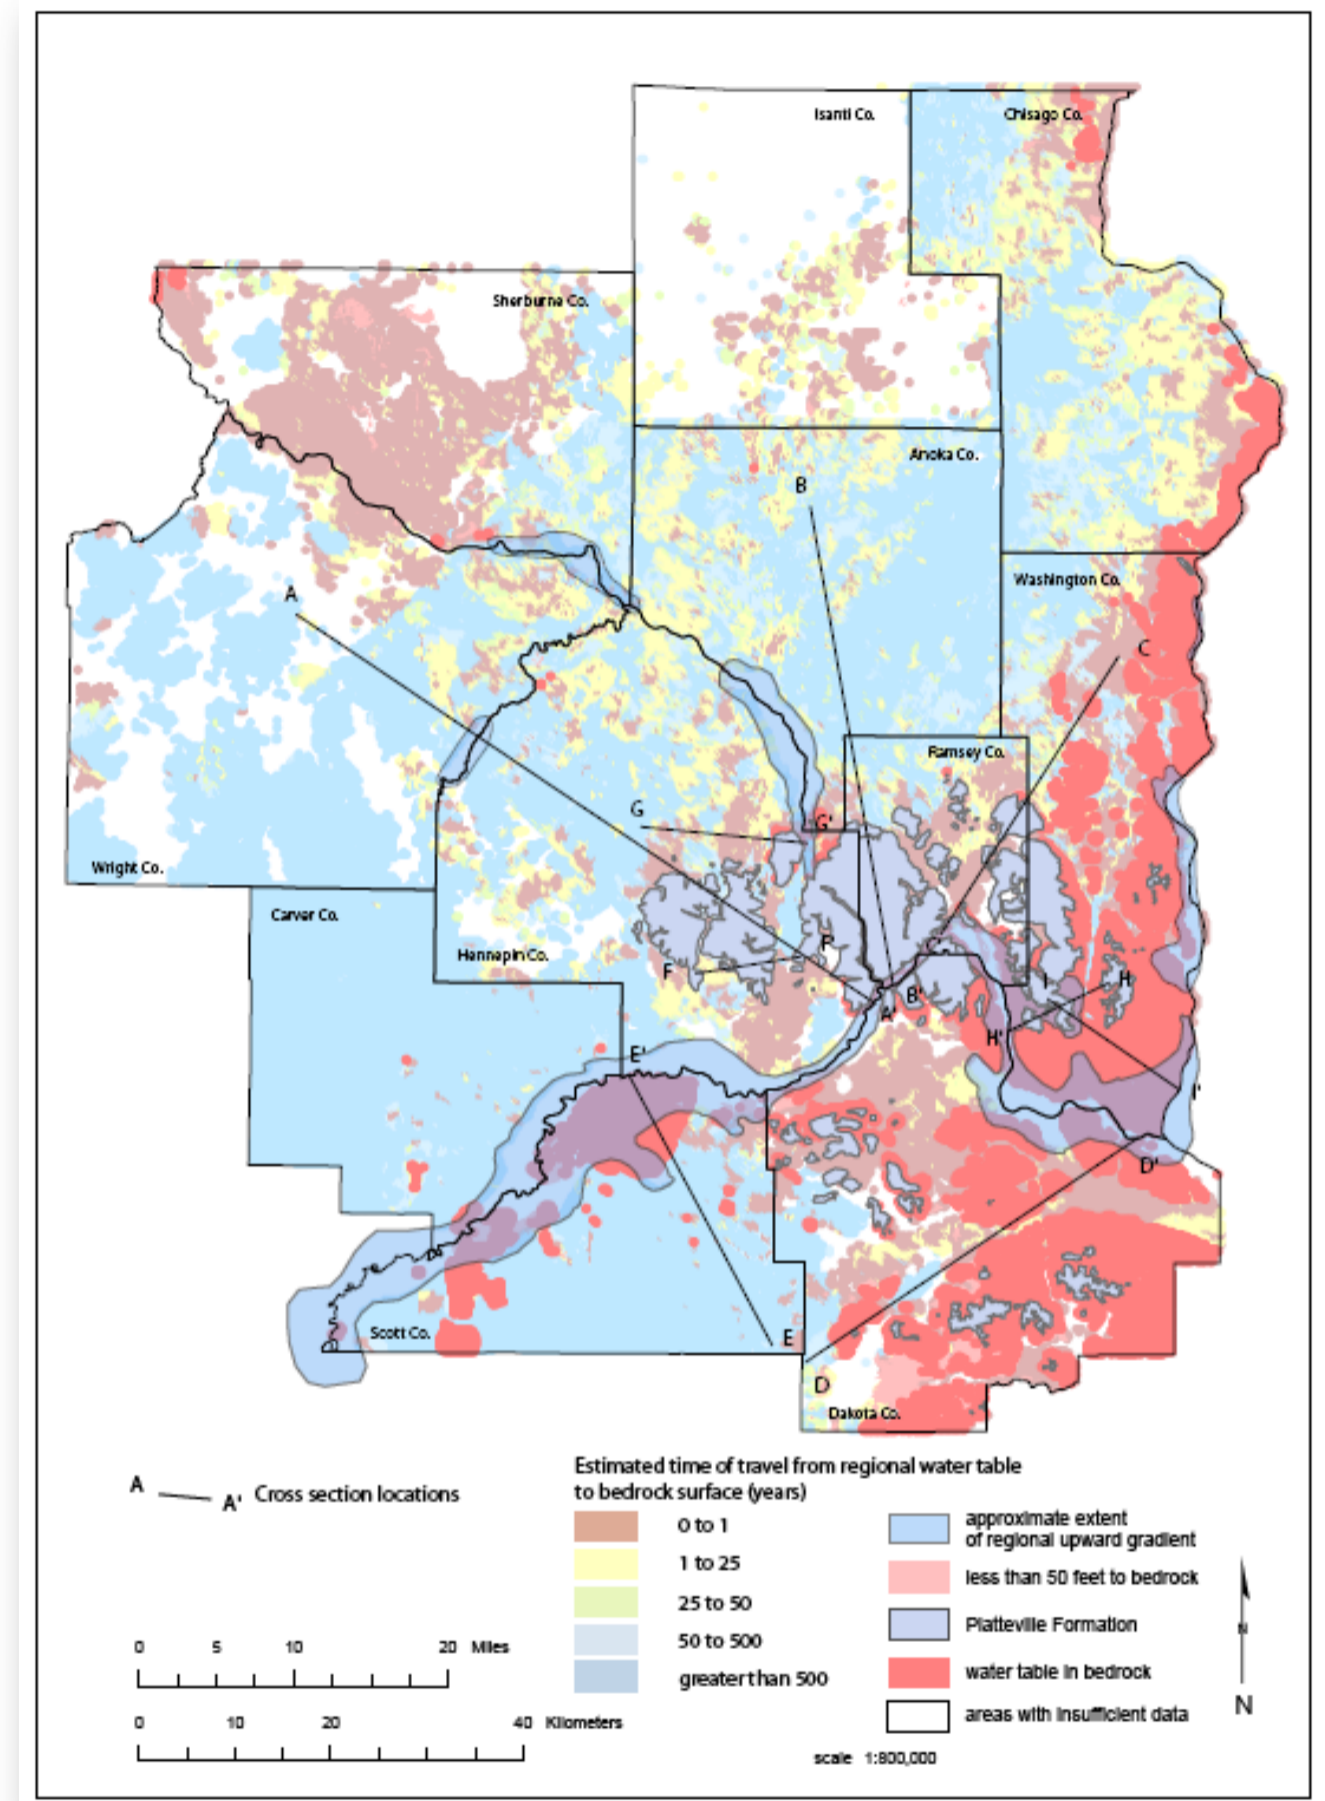 Isanti Co.
Chisago Co.
Sherburne Co.
Anoka Co.
B
Washington Co.
A
C
Ramsey Co.
G
G'
Wright Co.
Carver Co.
Hennepin Co.
F
F'
C'
I
H
B'
A'
H'
E'
I'
D'
Scott Co.
E
D
Dakota Co.
A
A'
Cross section locations
Estimated time of travel from regional water table
to bedrock surface (years)
0 to 1
1 to 25
25 to 50
50 to 500
greater than 500
approximate extent
of regional upward gradient
less than 50 feet to bedrock
Platteville Formation
water table in bedrock
areas with insufficient data
0 5 10 20 Miles
0 10 20 40 Kilometers
scale 1:800,000
N
N